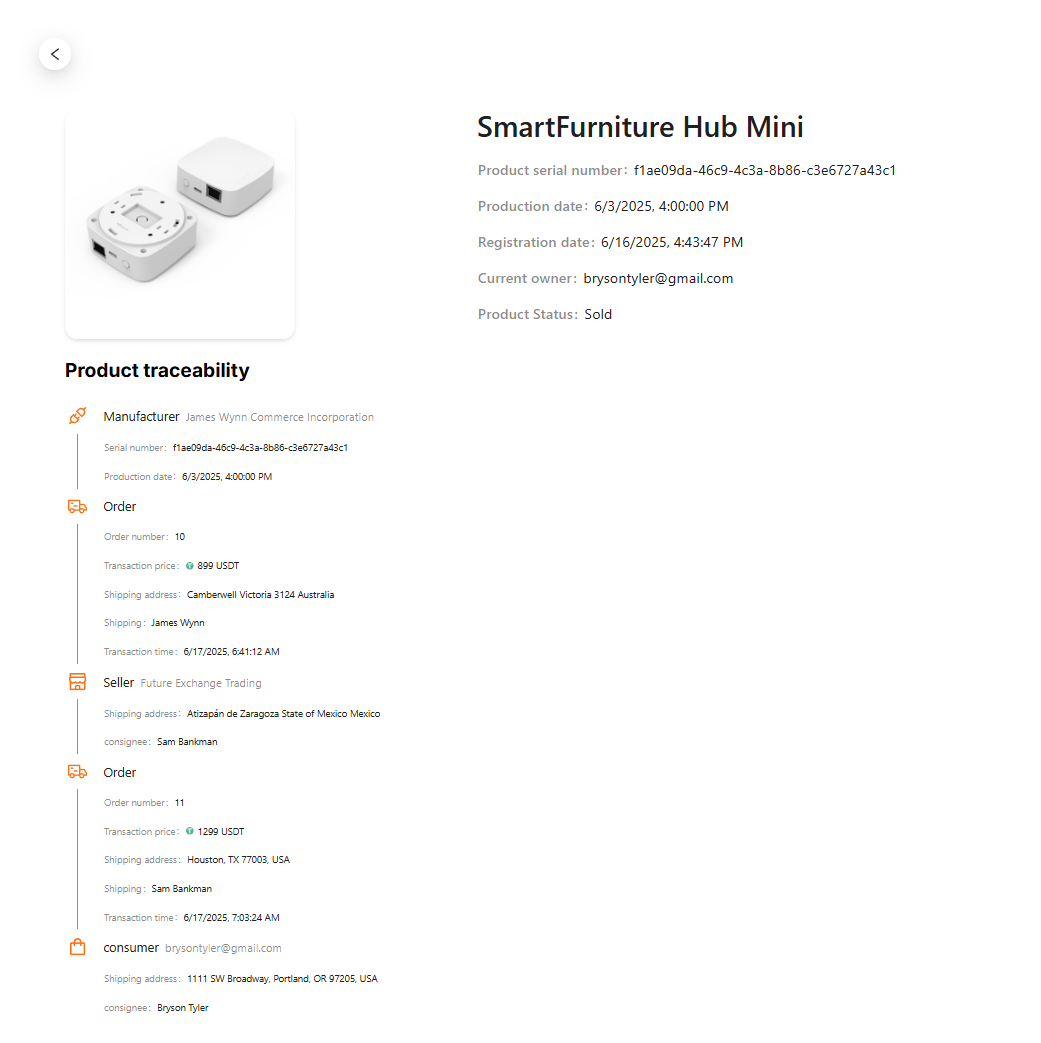 SmartFurniture Hub Mini
Product serial number: f1ae09da-46c9-4c3a-8b86-c3e6727a43c1
Production date: 6/3/2025, 4:00:00 PM
Registration date: 6/16/2025, 4:43:47 PM
Current owner: brysontyler@gmail.com
Product Status: Sold
Product traceability
Manufacturer James Wynn Commerce Incorporation
Serial number: f1ae09da-46c9-4c3a-8b86-c3e6727a43c1
Production date: 6/3/2025, 4:00:00 PM
Order
Order number: 10
Transaction price: 899 USDT
Shipping address: Camberwell Victoria 3124 Australia
Shipping: James Wynn
Transaction time: 6/17/2025, 6:41:12 AM
Seller Future Exchange Trading
Shipping address: Atizapán de Zaragoza State of Mexico Mexico
consignee: Sam Bankman
Order
Order number: 11
Transaction price: 1299 USDT
Shipping address: Houston, TX 77003, USA
Shipping: Sam Bankman
Transaction time: 6/17/2025, 7:03:24 AM
consumer brysontyler@gmail.com
Shipping address: 1111 SW Broadway, Portland, OR 97205, USA
consignee: Bryson Tyler